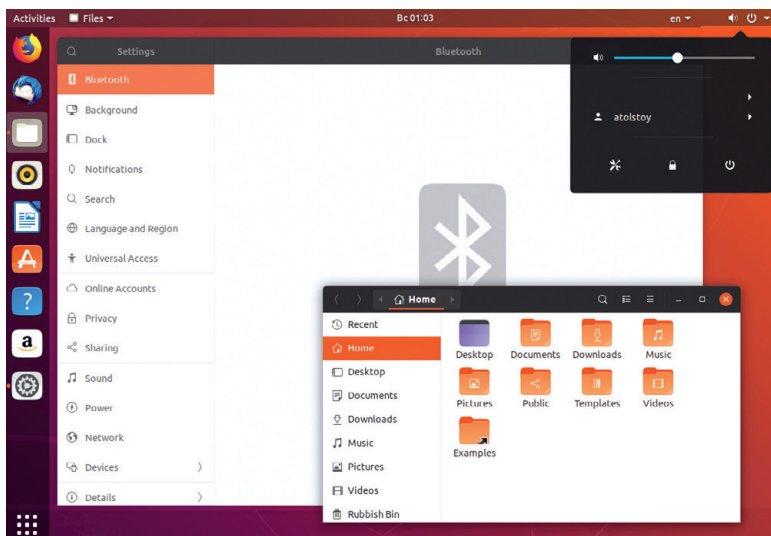 Activities Files Вс 01:03 en
Settings Bluetooth
Bluetooth
Background
Dock
Notifications
Search
Language and Region
Universal Access
Online Accounts
Privacy
Sharing
Sound
Power
Network
Devices
Details
atolstoy
Home
Recent
Home
Desktop
Documents
Downloads
Music
Pictures
Videos
Rubbish Bin
Desktop Documents Downloads Music
Pictures Public Templates Videos
Examples
a
?